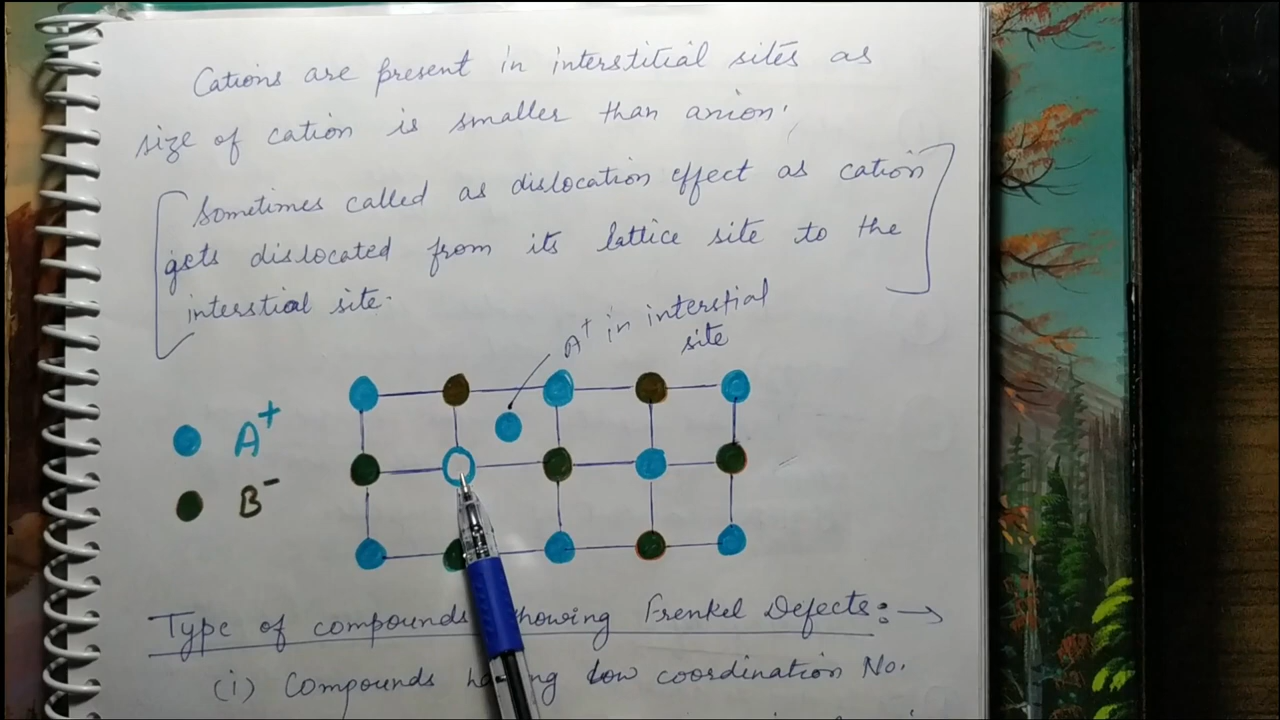 Cations are present in interstitial sites as
size of cation is smaller than anion.
[Sometimes called as dislocation effect as cation
gets dislocated from its lattice site to the
interstial site.]
A+ in interstial
site
A+
B-
Type of compounds showing Frenkel Defects:→
(i) Compounds having low coordination No.